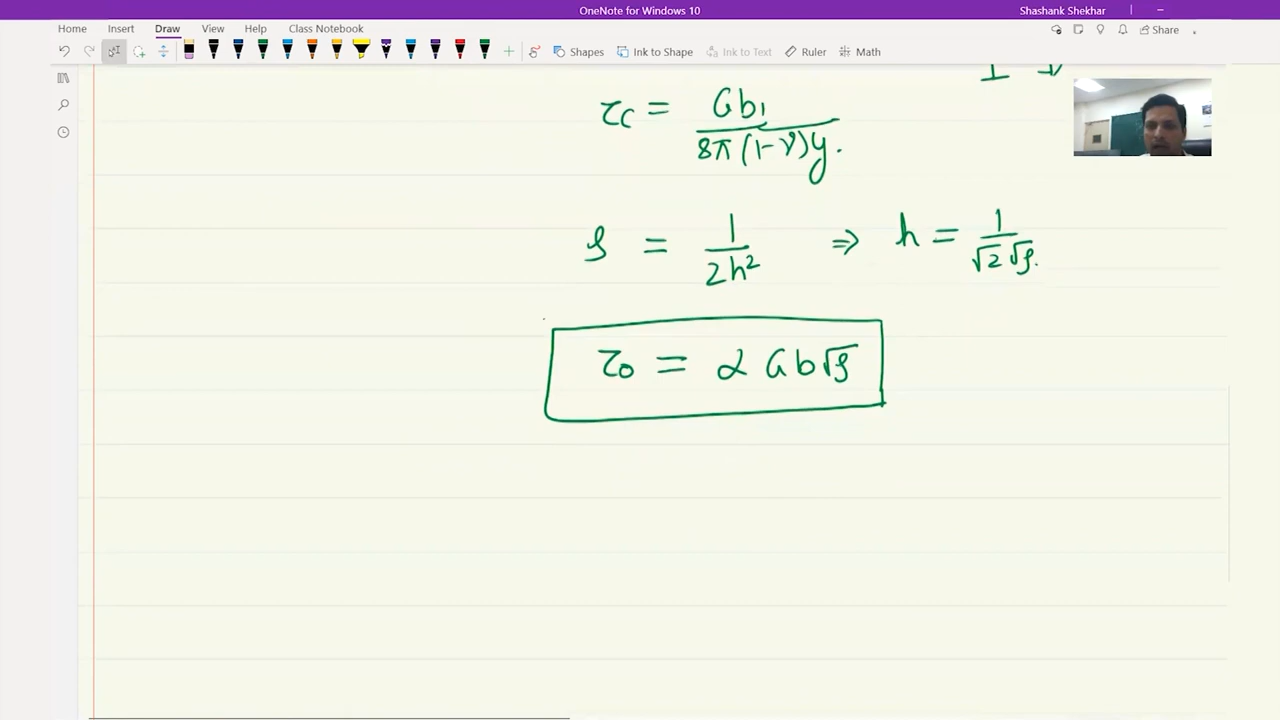 OneNote for Windows 10
Shashank Shekhar
Home Insert Draw View Help Class Notebook
Shapes Ink to Shape Ink to Text Ruler Math Share
τc = Gb₁ / 8π(1-ν)y.
ρ = 1 / 2h² ⇒ h = 1 / √2 √ρ.
τ₀ = α Gb√ρ